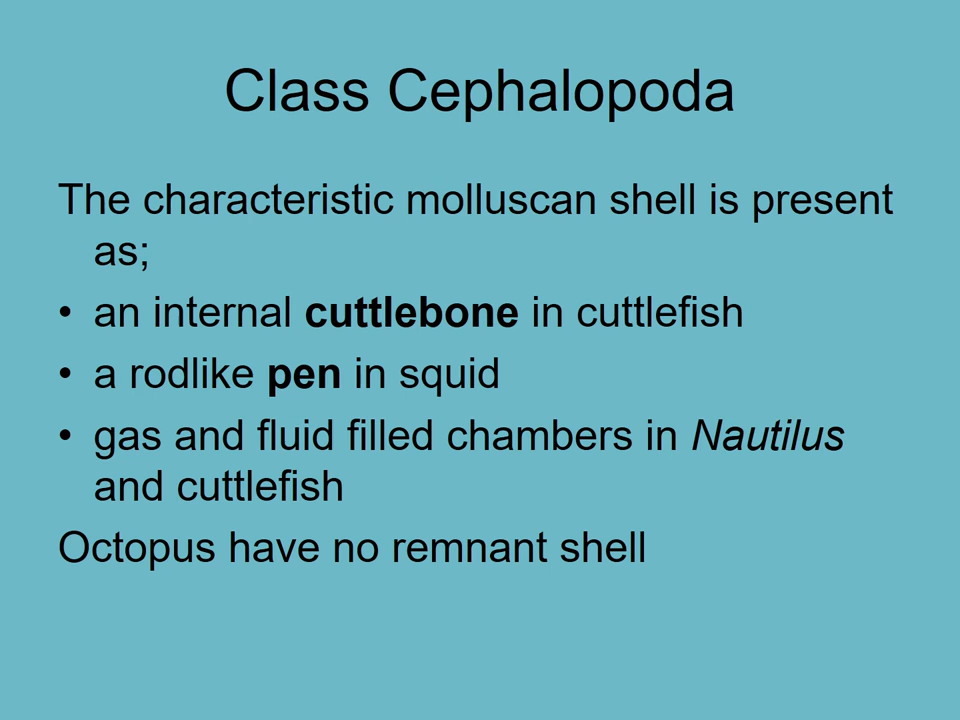 Class Cephalopoda
The characteristic molluscan shell is present
as;
• an internal cuttlebone in cuttlefish
• a rodlike pen in squid
• gas and fluid filled chambers in Nautilus
and cuttlefish
Octopus have no remnant shell